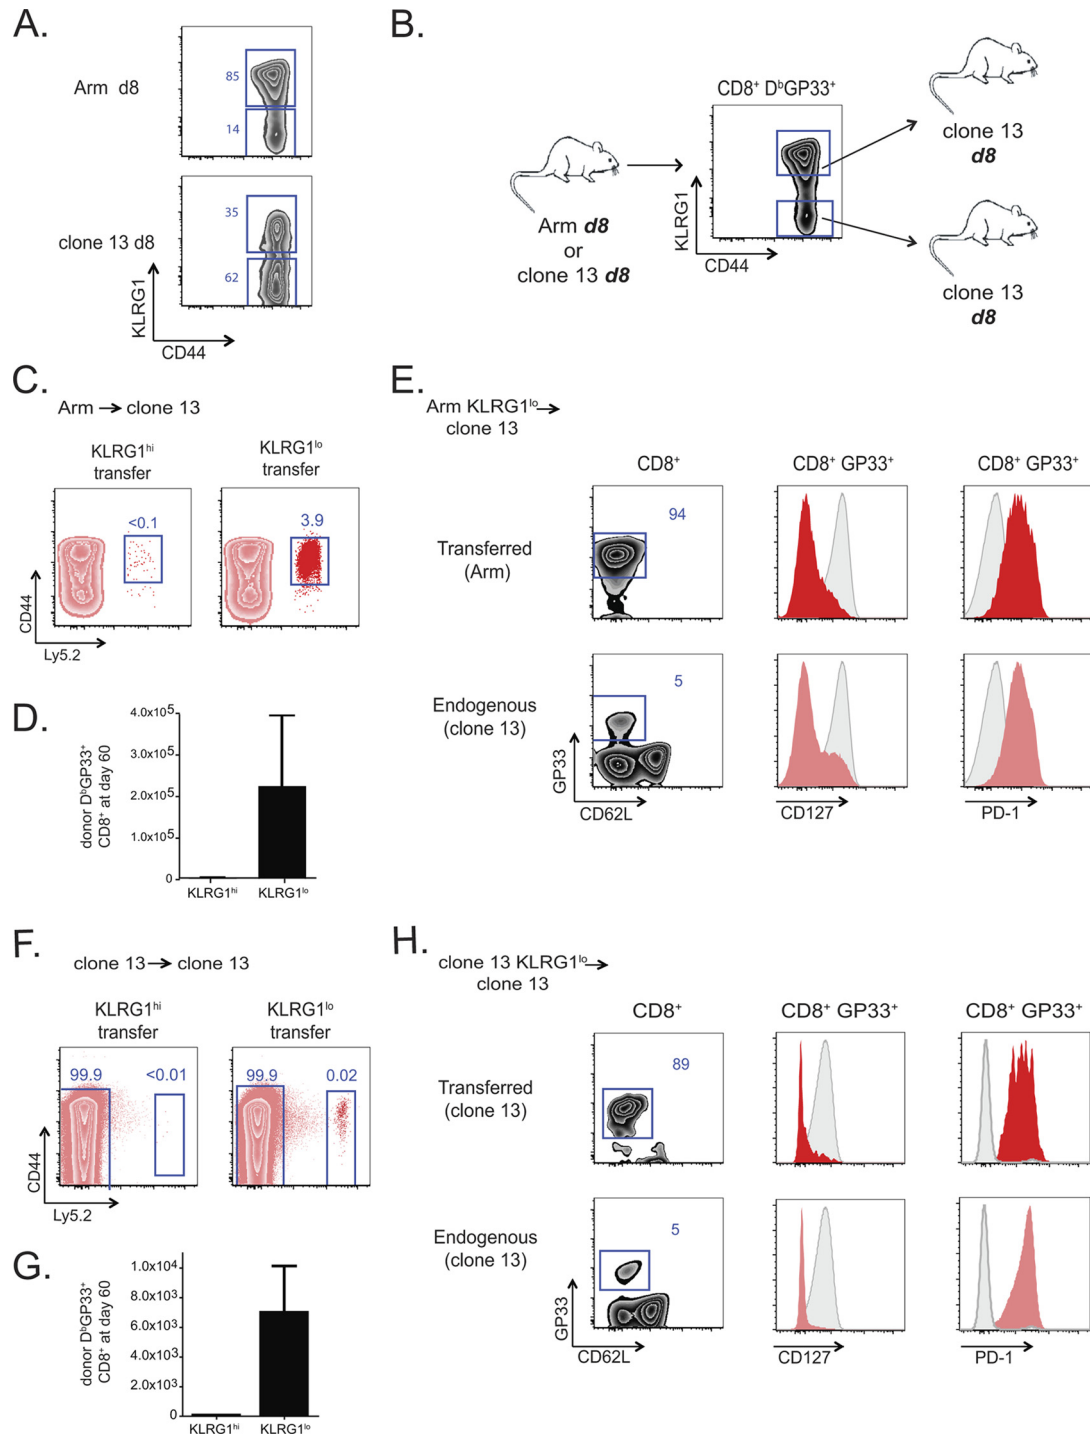 A.
Arm d8
85
14
clone 13 d8
35
62
KLRG1
CD44
B.
CD8⁺ DᵇGP33⁺
Arm d8
or
clone 13 d8
KLRG1
CD44
clone 13
d8
clone 13
d8
C.
Arm → clone 13
KLRG1ʰⁱ
transfer
KLRG1ˡᵒ
transfer
<0.1
3.9
CD44
Ly5.2
D.
donor DᵇGP33⁺
CD8⁺ at day 60
4.0x10⁵
3.0x10⁵
2.0x10⁵
1.0x10⁵
0
KLRG1ʰⁱ
KLRG1ˡᵒ
E.
Arm KLRG1ˡᵒ→
clone 13
CD8⁺
CD8⁺ GP33⁺
CD8⁺ GP33⁺
Transferred
(Arm)
94
Endogenous
(clone 13)
5
GP33
CD62L
CD127
PD-1
F.
clone 13 → clone 13
KLRG1ʰⁱ
transfer
KLRG1ˡᵒ
transfer
99.9
<0.01
99.9
0.02
CD44
Ly5.2
G.
donor DᵇGP33⁺
CD8⁺ at day 60
1.0x10⁴
8.0x10³
6.0x10³
4.0x10³
2.0x10³
0
KLRG1ʰⁱ
KLRG1ˡᵒ
H.
clone 13 KLRG1ˡᵒ→
clone 13
CD8⁺
CD8⁺ GP33⁺
CD8⁺ GP33⁺
Transferred
(clone 13)
89
Endogenous
(clone 13)
5
GP33
CD62L
CD127
PD-1